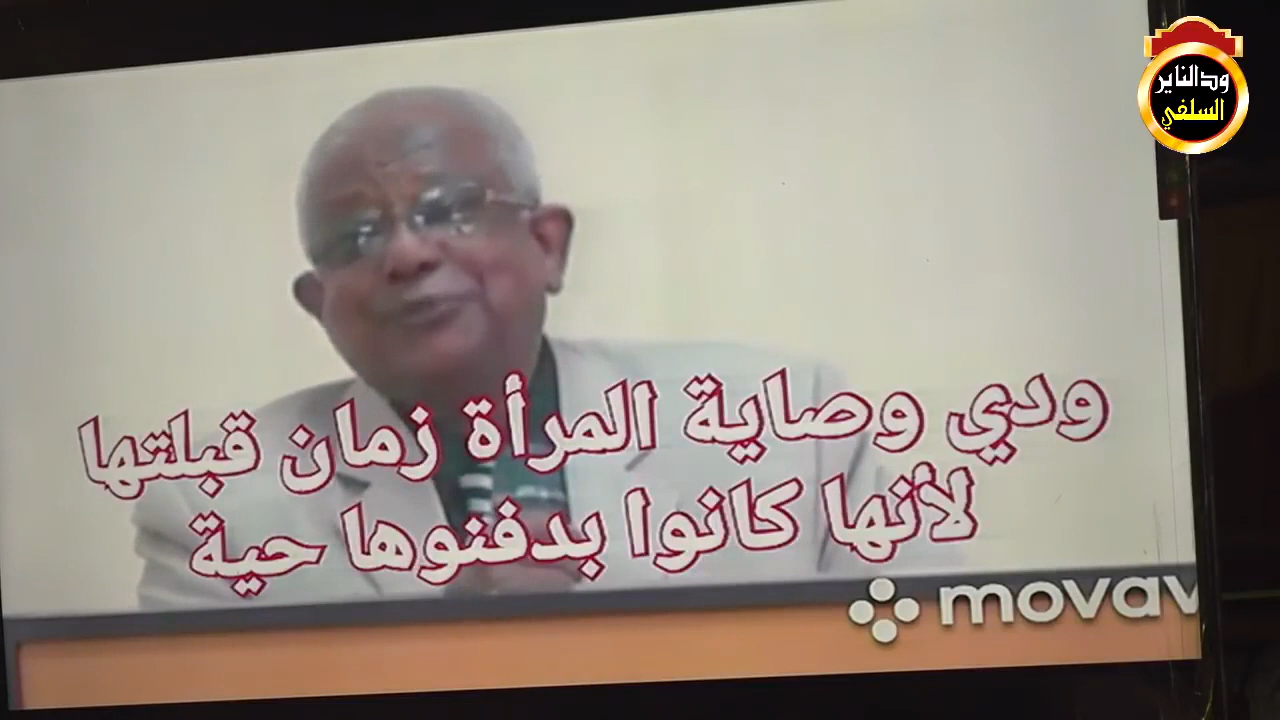 ودالناير
السلفي
ودي وصاية المرأة زمان قبلتها
لأنها كانوا بدفنوها حية
movav